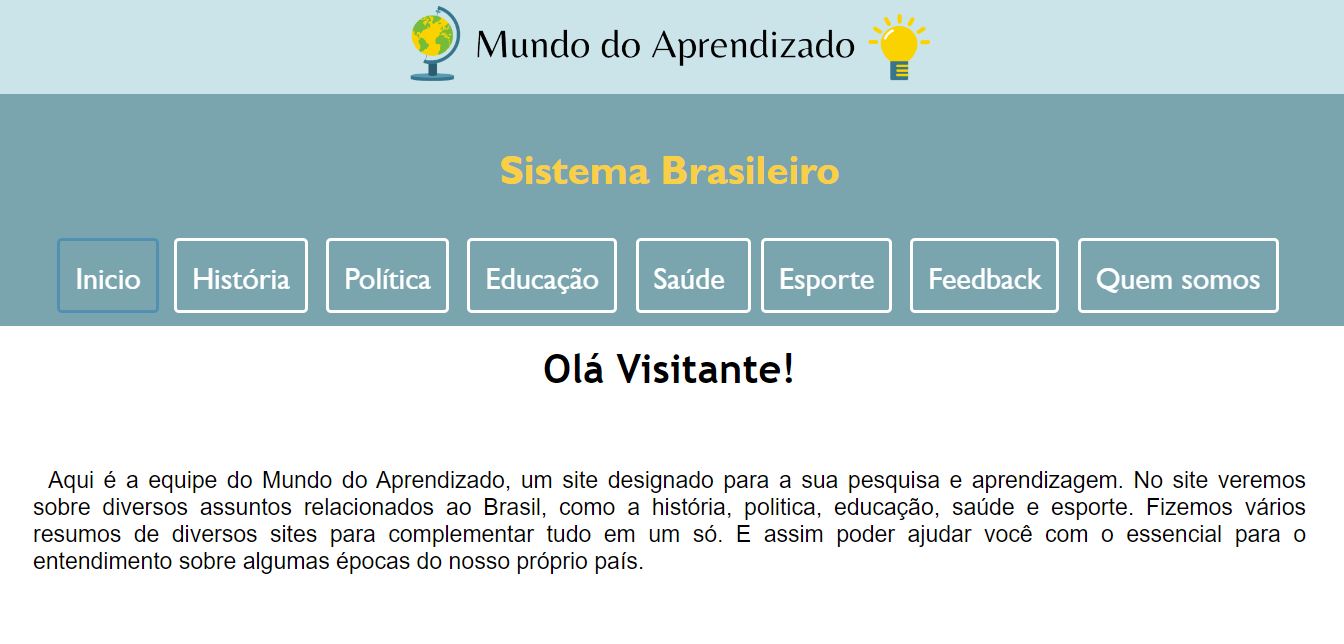 Mundo do Aprendizado
Sistema Brasileiro
Inicio História Política Educação Saúde Esporte Feedback Quem somos
Olá Visitante!
Aqui é a equipe do Mundo do Aprendizado, um site designado para a sua pesquisa e aprendizagem. No site veremos
sobre diversos assuntos relacionados ao Brasil, como a história, politica, educação, saúde e esporte. Fizemos vários
resumos de diversos sites para complementar tudo em um só. E assim poder ajudar você com o essencial para o
entendimento sobre algumas épocas do nosso próprio país.